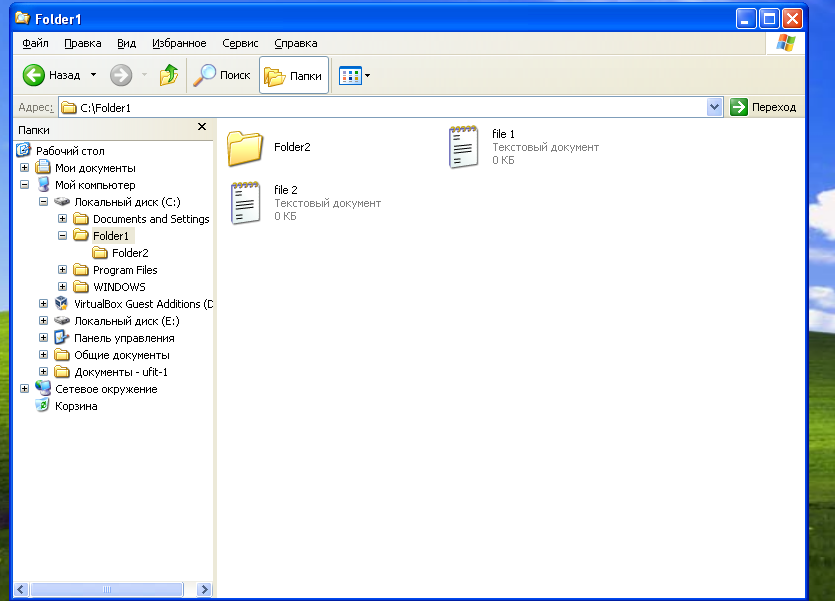 Folder1
Файл Правка Вид Избранное Сервис Справка
Назад Поиск Папки
Адрес: C:\Folder1 Переход
Папки
Рабочий стол
Мои документы
Мой компьютер
Локальный диск (C:)
Documents and Settings
Folder1
Folder2
Program Files
WINDOWS
VirtualBox Guest Additions (D
Локальный диск (E:)
Панель управления
Общие документы
Документы - ufit-1
Сетевое окружение
Корзина
Folder2
file 1
Текстовый документ
0 КБ
file 2
Текстовый документ
0 КБ